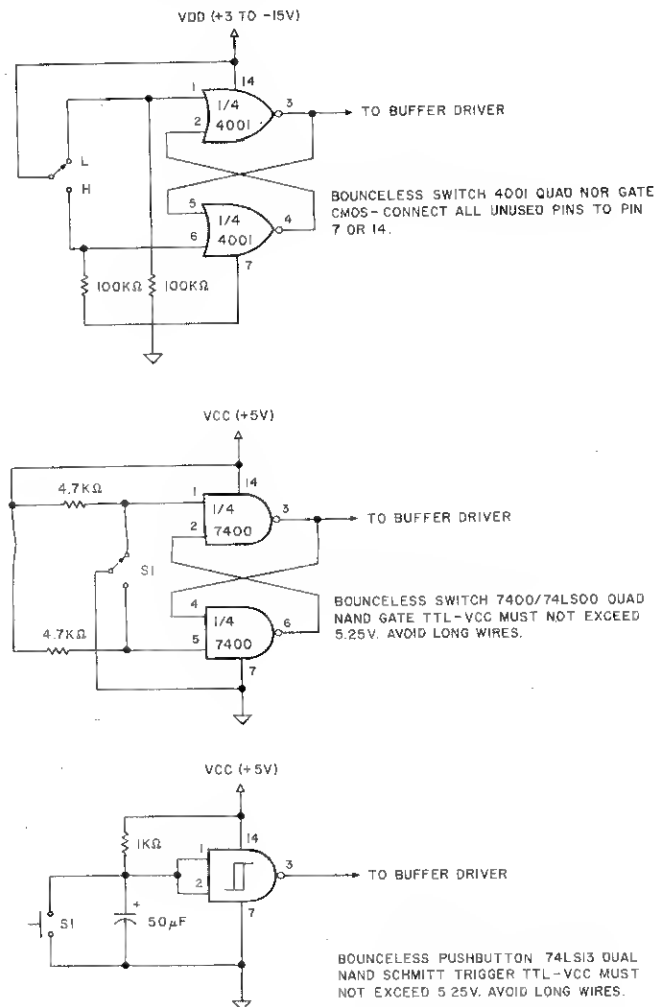 VDD (+3 TO -15V)
14
1
1/4
4001
3
TO BUFFER DRIVER
2
L
H
5
1/4
4001
4
6
7
100KΩ
100KΩ
BOUNCELESS SWITCH 4001 QUAD NOR GATE
CMOS-CONNECT ALL UNUSED PINS TO PIN
7 OR 14.
VCC (+5V)
4.7KΩ
14
1
1/4
7400
3
TO BUFFER DRIVER
2
S1
4
1/4
7400
6
5
4.7KΩ
7
BOUNCELESS SWITCH 7400/74LS00 QUAD
NAND GATE TTL-VCC MUST NOT EXCEED
5.25V. AVOID LONG WIRES.
VCC (+5V)
1KΩ
14
1
2
3
TO BUFFER DRIVER
7
S1
+
50µF
BOUNCELESS PUSHBUTTON 74LS13 DUAL
NAND SCHMITT TRIGGER TTL-VCC MUST
NOT EXCEED 5.25V. AVOID LONG WIRES.